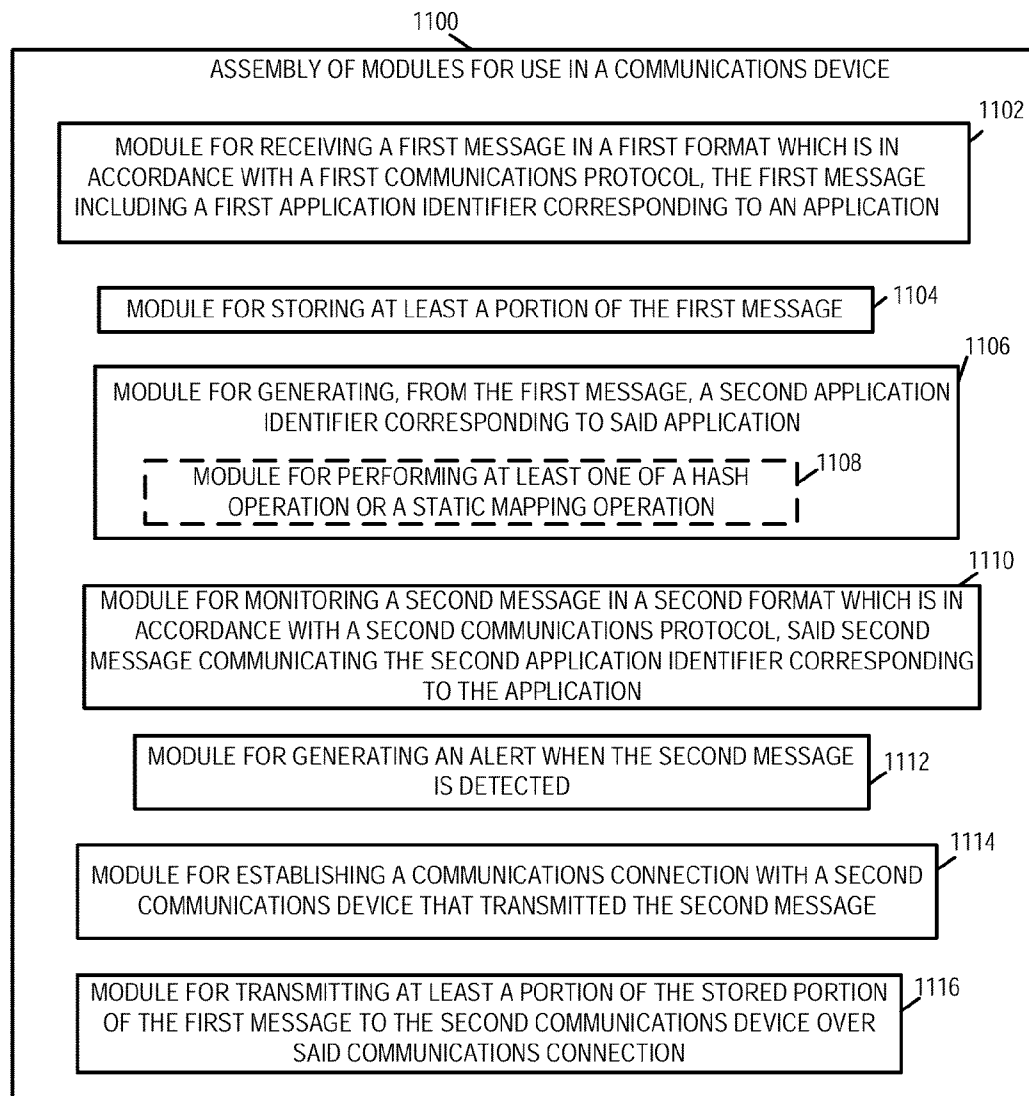 1100
ASSEMBLY OF MODULES FOR USE IN A COMMUNICATIONS DEVICE
1102
MODULE FOR RECEIVING A FIRST MESSAGE IN A FIRST FORMAT WHICH IS IN
ACCORDANCE WITH A FIRST COMMUNICATIONS PROTOCOL, THE FIRST MESSAGE
INCLUDING A FIRST APPLICATION IDENTIFIER CORRESPONDING TO AN APPLICATION
MODULE FOR STORING AT LEAST A PORTION OF THE FIRST MESSAGE
1104
1106
MODULE FOR GENERATING, FROM THE FIRST MESSAGE, A SECOND APPLICATION
IDENTIFIER CORRESPONDING TO SAID APPLICATION
MODULE FOR PERFORMING AT LEAST ONE OF A HASH
OPERATION OR A STATIC MAPPING OPERATION
1108
1110
MODULE FOR MONITORING A SECOND MESSAGE IN A SECOND FORMAT WHICH IS IN
ACCORDANCE WITH A SECOND COMMUNICATIONS PROTOCOL, SAID SECOND
MESSAGE COMMUNICATING THE SECOND APPLICATION IDENTIFIER CORRESPONDING
TO THE APPLICATION
MODULE FOR GENERATING AN ALERT WHEN THE SECOND MESSAGE
IS DETECTED
1112
1114
MODULE FOR ESTABLISHING A COMMUNICATIONS CONNECTION WITH A SECOND
COMMUNICATIONS DEVICE THAT TRANSMITTED THE SECOND MESSAGE
MODULE FOR TRANSMITTING AT LEAST A PORTION OF THE STORED PORTION
OF THE FIRST MESSAGE TO THE SECOND COMMUNICATIONS DEVICE OVER
SAID COMMUNICATIONS CONNECTION
1116